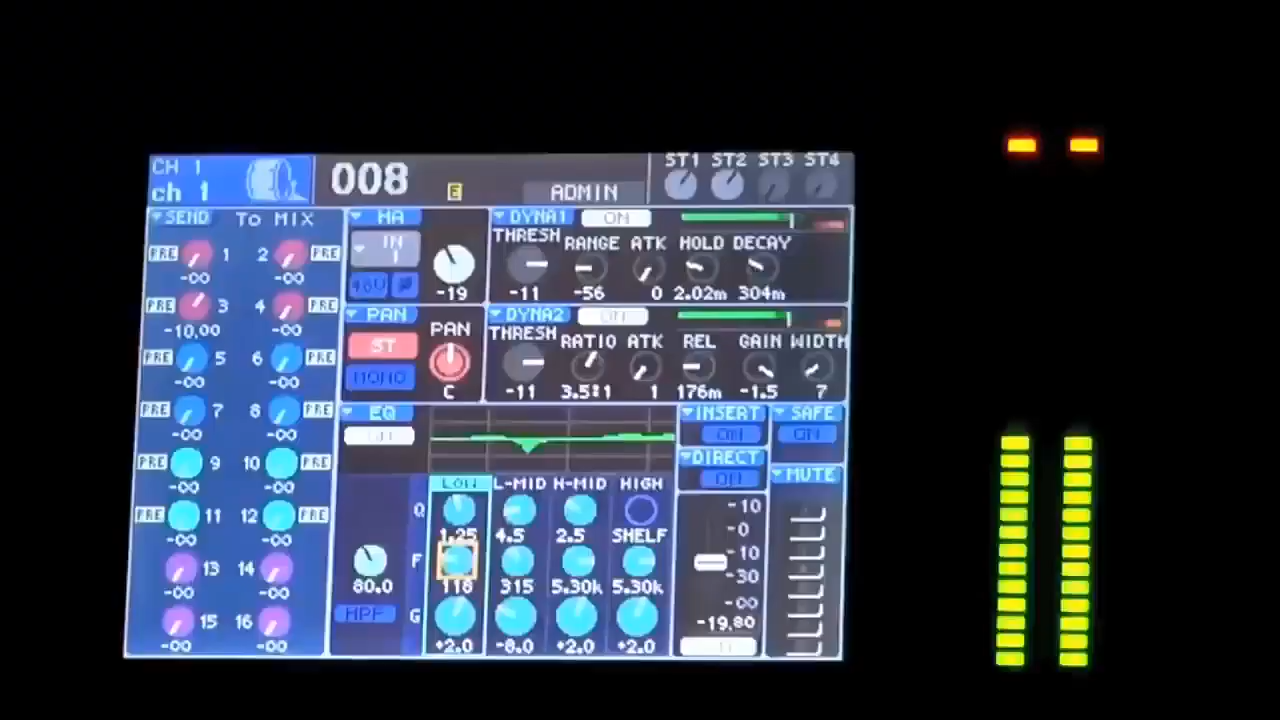 CH 1
ch 1
008
E
ADMIN
ST1 ST2 ST3 ST4
SEND TO MIX
PRE 1 2 PRE
-∞ -∞
PRE 3 4 PRE
-10.00 -∞
PRE 5 6 PRE
-∞ -∞
PRE 7 8 PRE
-∞ -∞
PRE 9 10 PRE
-∞ -∞
PRE 11 12 PRE
-∞ -∞
13 14
-∞ -∞
15 16
-∞ -∞
HA
IN
1
48V
-19
PAN
ST
MONO
PAN
C
DYNA1 ON
THRESH RANGE ATK HOLD DECAY
-11 -56 0 2.02m 304m
DYNA2 ON
THRESH RATIO ATK REL GAIN WIDTH
-11 3.5:1 1 176m -1.5 7
EQ
ON
80.0
HPF
LOW L-MID H-MID HIGH
Q
1.25 4.5 2.5 SHELF
F
118 315 5.30k 5.30k
G
+2.0 -8.0 +2.0 +2.0
INSERT
ON
DIRECT
ON
SAFE
ON
MUTE
-10
-0
-10
-30
-∞
-19.80